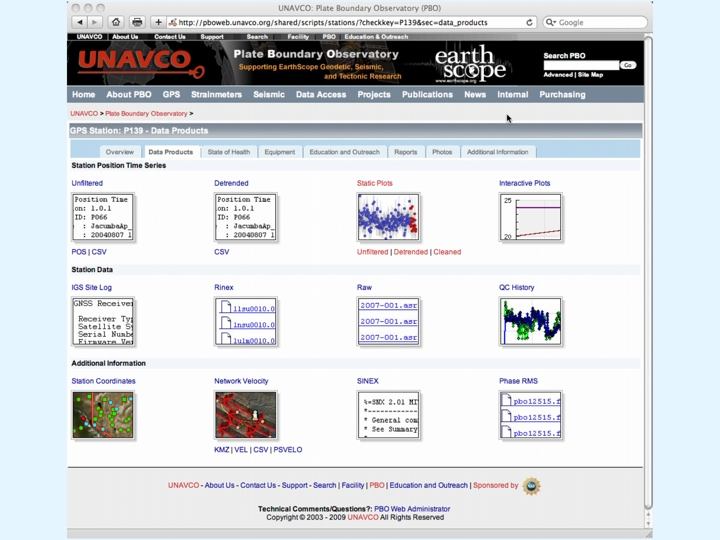 UNAVCO: Plate Boundary Observatory (PBO)
http://pboweb.unavco.org/shared/scripts/stations/?checkkey=P139&sec=data_products
Google
UNAVCO About Us Contact Us Support Search Facility PBO Education & Outreach
UNAVCO
Plate Boundary Observatory
Supporting EarthScope Geodetic, Seismic,
and Tectonic Research
earth
scope
www.earthscope.org
Search PBO
Go
Advanced | Site Map
Home About PBO GPS Strainmeters Seismic Data Access Projects Publications News Internal Purchasing
UNAVCO > Plate Boundary Observatory >
GPS Station: P139 - Data Products
Overview Data Products State of Health Equipment Education and Outreach Reports Photos Additional Information
Station Position Time Series
Unfiltered Detrended Static Plots Interactive Plots
Position Time
on: 1.0.1
ID: P066
: JacumbaAp_
: 20040807 1
Position Time
on: 1.0.1
ID: P066
: JacumbaAp_
: 20040807 1
25
20
POS | CSV CSV Unfiltered | Detrended | Cleaned
Station Data
IGS Site Log Rinex Raw QC History
GNSS Receiver
Receiver Typ
Satellite Sy
Serial Numbe
Firmware Ver
llsu0010.0
lnsu0010.0
lulm0010.0
2007-001.asr
2007-001.asr
2007-001.asr
Additional Information
Station Coordinates Network Velocity SINEX Phase RMS
%=SNX 2.01 MI
*------------
* General com
* See Summary
*
pbo12515.f
pbo12515.f
pbo12515.f
KMZ | VEL | CSV | PSVELO
UNAVCO - About Us - Contact Us - Support - Search | Facility | PBO | Education and Outreach | Sponsored by
Technical Comments/Questions?: PBO Web Administrator
Copyright © 2003 - 2009 UNAVCO All Rights Reserved